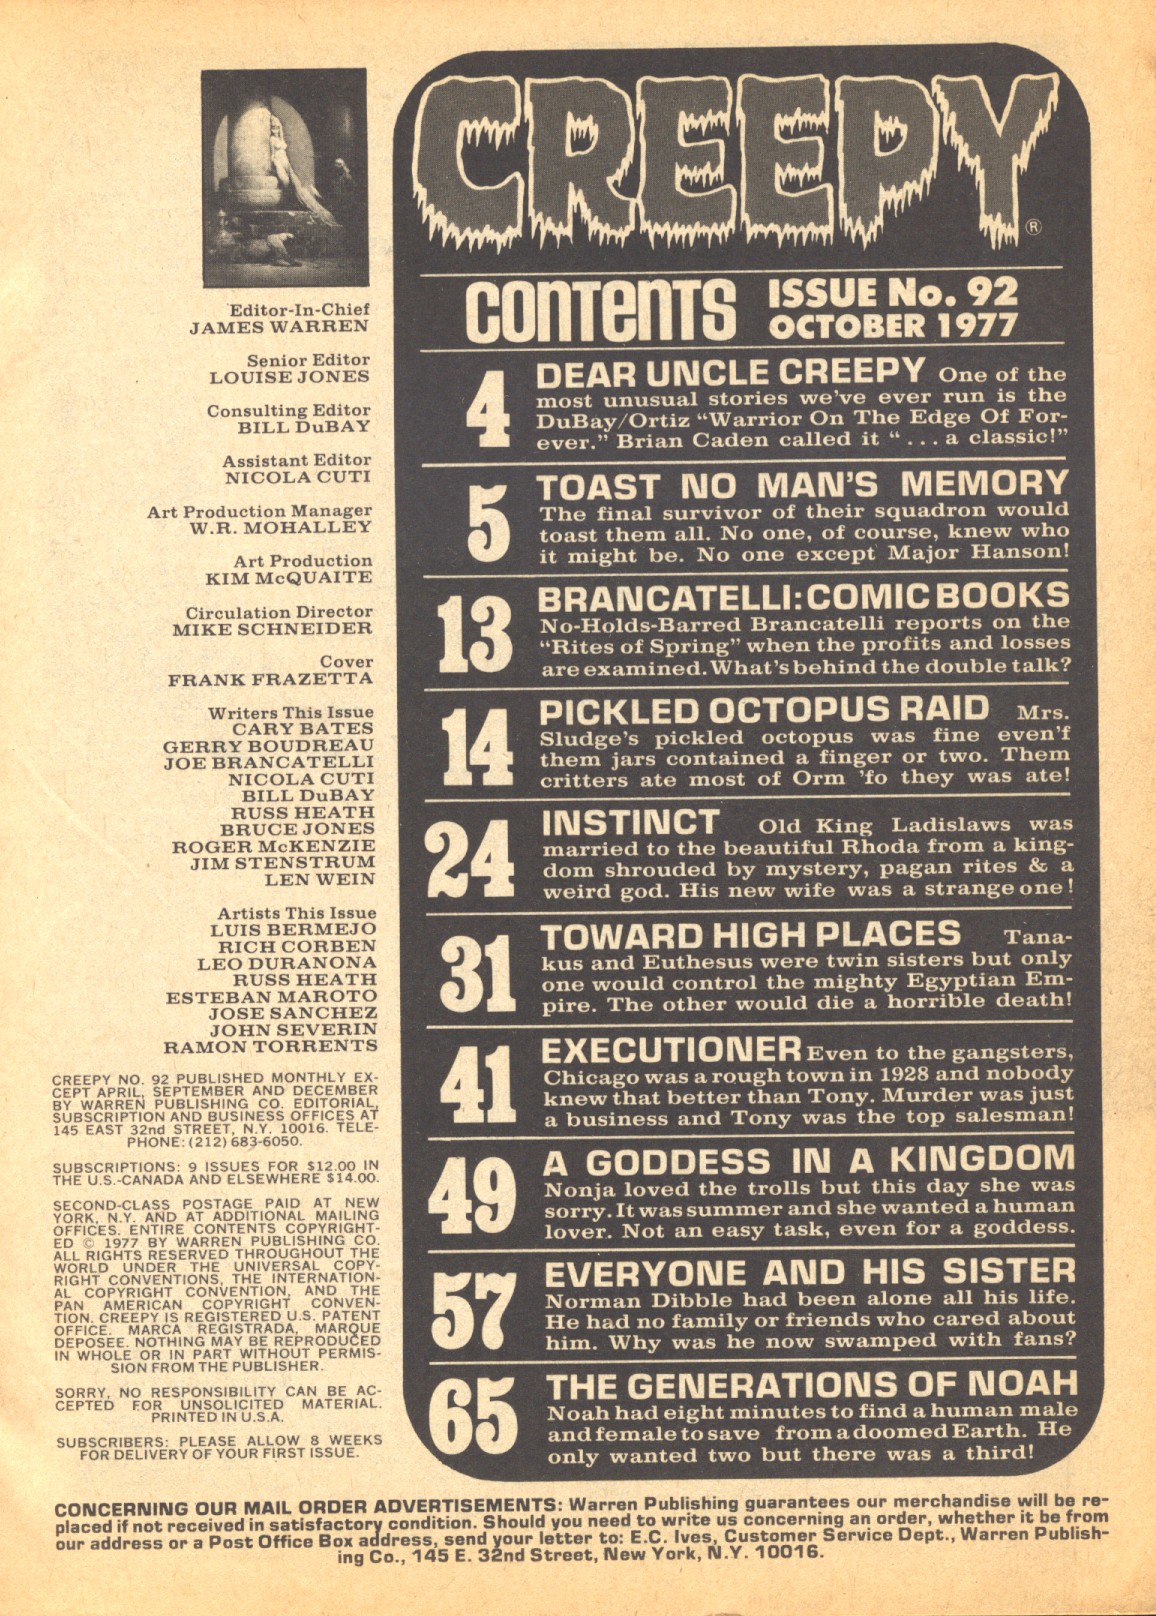 CREEPY®
CONTENTS
ISSUE No. 92
OCTOBER 1977
4
DEAR UNCLE CREEPY One of the
most unusual stories we've ever run is the
DuBay/Ortiz “Warrior On The Edge Of For-
ever.” Brian Caden called it “ . . . a classic!”
5
TOAST NO MAN'S MEMORY
The final survivor of their squadron would
toast them all. No one, of course, knew who
it might be. No one except Major Hanson!
13
BRANCATELLI: COMIC BOOKS
No-Holds-Barred Brancatelli reports on the
“Rites of Spring” when the profits and losses
are examined. What's behind the double talk?
14
PICKLED OCTOPUS RAID Mrs.
Sludge's pickled octopus was fine even'f
them jars contained a finger or two. Them
critters ate most of Orm 'fo they was ate!
24
INSTINCT Old King Ladislaws was
married to the beautiful Rhoda from a king-
dom shrouded by mystery, pagan rites & a
weird god. His new wife was a strange one!
31
TOWARD HIGH PLACES Tana-
kus and Euthesus were twin sisters but only
one would control the mighty Egyptian Em-
pire. The other would die a horrible death!
41
EXECUTIONER Even to the gangsters,
Chicago was a rough town in 1928 and nobody
knew that better than Tony. Murder was just
a business and Tony was the top salesman!
49
A GODDESS IN A KINGDOM
Nonja loved the trolls but this day she was
sorry. It was summer and she wanted a human
lover. Not an easy task, even for a goddess.
57
EVERYONE AND HIS SISTER
Norman Dibble had been alone all his life.
He had no family or friends who cared about
him. Why was he now swamped with fans?
65
THE GENERATIONS OF NOAH
Noah had eight minutes to find a human male
and female to save from a doomed Earth. He
only wanted two but there was a third!
Editor-In-Chief
JAMES WARREN
Senior Editor
LOUISE JONES
Consulting Editor
BILL DuBAY
Assistant Editor
NICOLA CUTI
Art Production Manager
W.R. MOHALLEY
Art Production
KIM McQUAITE
Circulation Director
MIKE SCHNEIDER
Cover
FRANK FRAZETTA
Writers This Issue
CARY BATES
GERRY BOUDREAU
JOE BRANCATELLI
NICOLA CUTI
BILL DuBAY
RUSS HEATH
BRUCE JONES
ROGER McKENZIE
JIM STENSTRUM
LEN WEIN
Artists This Issue
LUIS BERMEJO
RICH CORBEN
LEO DURANONA
RUSS HEATH
ESTEBAN MAROTO
JOSE SANCHEZ
JOHN SEVERIN
RAMON TORRENTS
CREEPY NO. 92 PUBLISHED MONTHLY EX-
CEPT APRIL, SEPTEMBER AND DECEMBER
BY WARREN PUBLISHING CO. EDITORIAL,
SUBSCRIPTION AND BUSINESS OFFICES AT
145 EAST 32nd STREET, N.Y. 10016. TELE-
PHONE: (212) 683-6050.
SUBSCRIPTIONS: 9 ISSUES FOR $12.00 IN
THE U.S.-CANADA AND ELSEWHERE $14.00.
SECOND-CLASS POSTAGE PAID AT NEW
YORK, N.Y. AND AT ADDITIONAL MAILING
OFFICES. ENTIRE CONTENTS COPYRIGHT-
ED © 1977 BY WARREN PUBLISHING CO.
ALL RIGHTS RESERVED THROUGHOUT THE
WORLD UNDER THE UNIVERSAL COPY-
RIGHT CONVENTIONS, THE INTERNATION-
AL COPYRIGHT CONVENTION, AND THE
PAN AMERICAN COPYRIGHT CONVEN-
TION. CREEPY IS REGISTERED U.S. PATENT
OFFICE. MARCA REGISTRADA, MARQUE
DEPOSEE. NOTHING MAY BE REPRODUCED
IN WHOLE OR IN PART WITHOUT PERMIS-
SION FROM THE PUBLISHER.
SORRY, NO RESPONSIBILITY CAN BE AC-
CEPTED FOR UNSOLICITED MATERIAL.
PRINTED IN U.S.A.
SUBSCRIBERS: PLEASE ALLOW 8 WEEKS
FOR DELIVERY OF YOUR FIRST ISSUE.
CONCERNING OUR MAIL ORDER ADVERTISEMENTS: Warren Publishing guarantees our merchandise will be re-
placed if not received in satisfactory condition. Should you need to write us concerning an order, whether it be from
our address or a Post Office Box address, send your letter to: E.C. Ives, Customer Service Dept., Warren Publish-
ing Co., 145 E. 32nd Street, New York, N.Y. 10016.